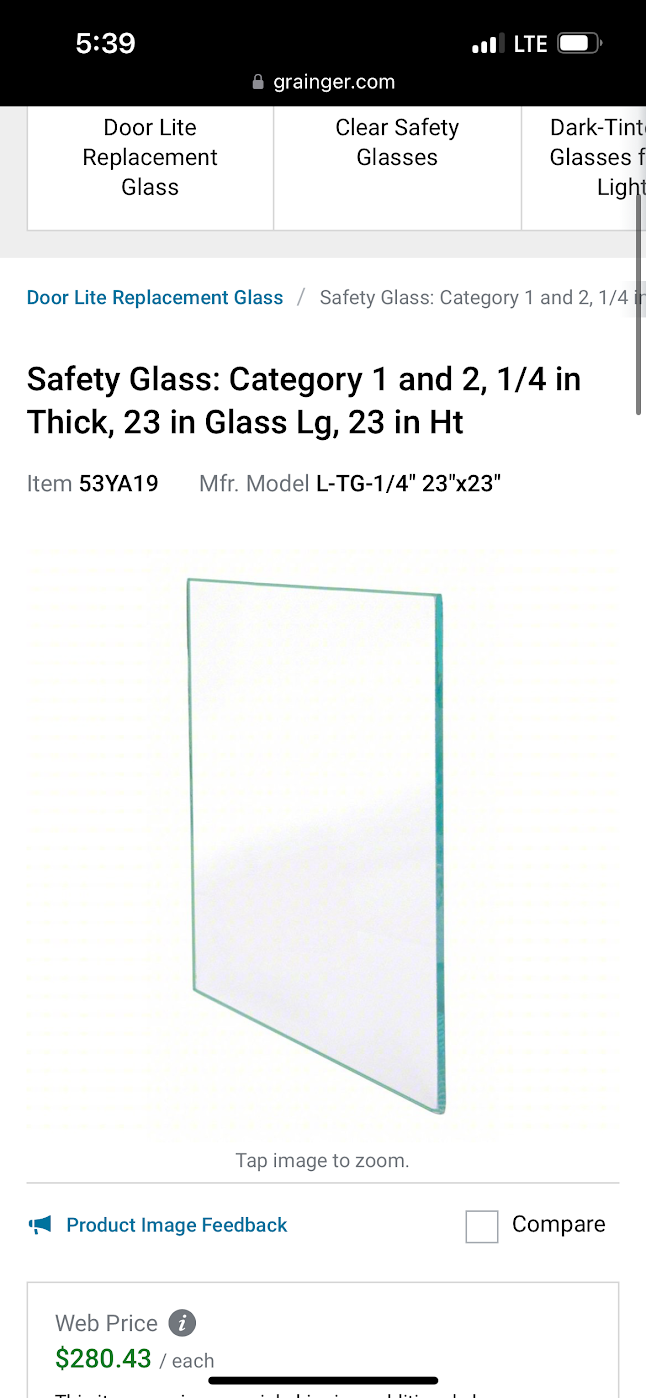 5:39
LTE
grainger.com
Door Lite
Replacement
Glass
Clear Safety
Glasses
Glasses
Door Lite Replacement Glass / Safety Glass: Category 1 and 2, 1/4 in
Safety Glass: Category 1 and 2, 1/4 in
Thick, 23 in Glass Lg, 23 in Ht
Item 53YA19 Mfr. Model L-TG-1/4" 23"x23"
Tap image to zoom.
Product Image Feedback
Compare
Web Price i
$280.43 / each